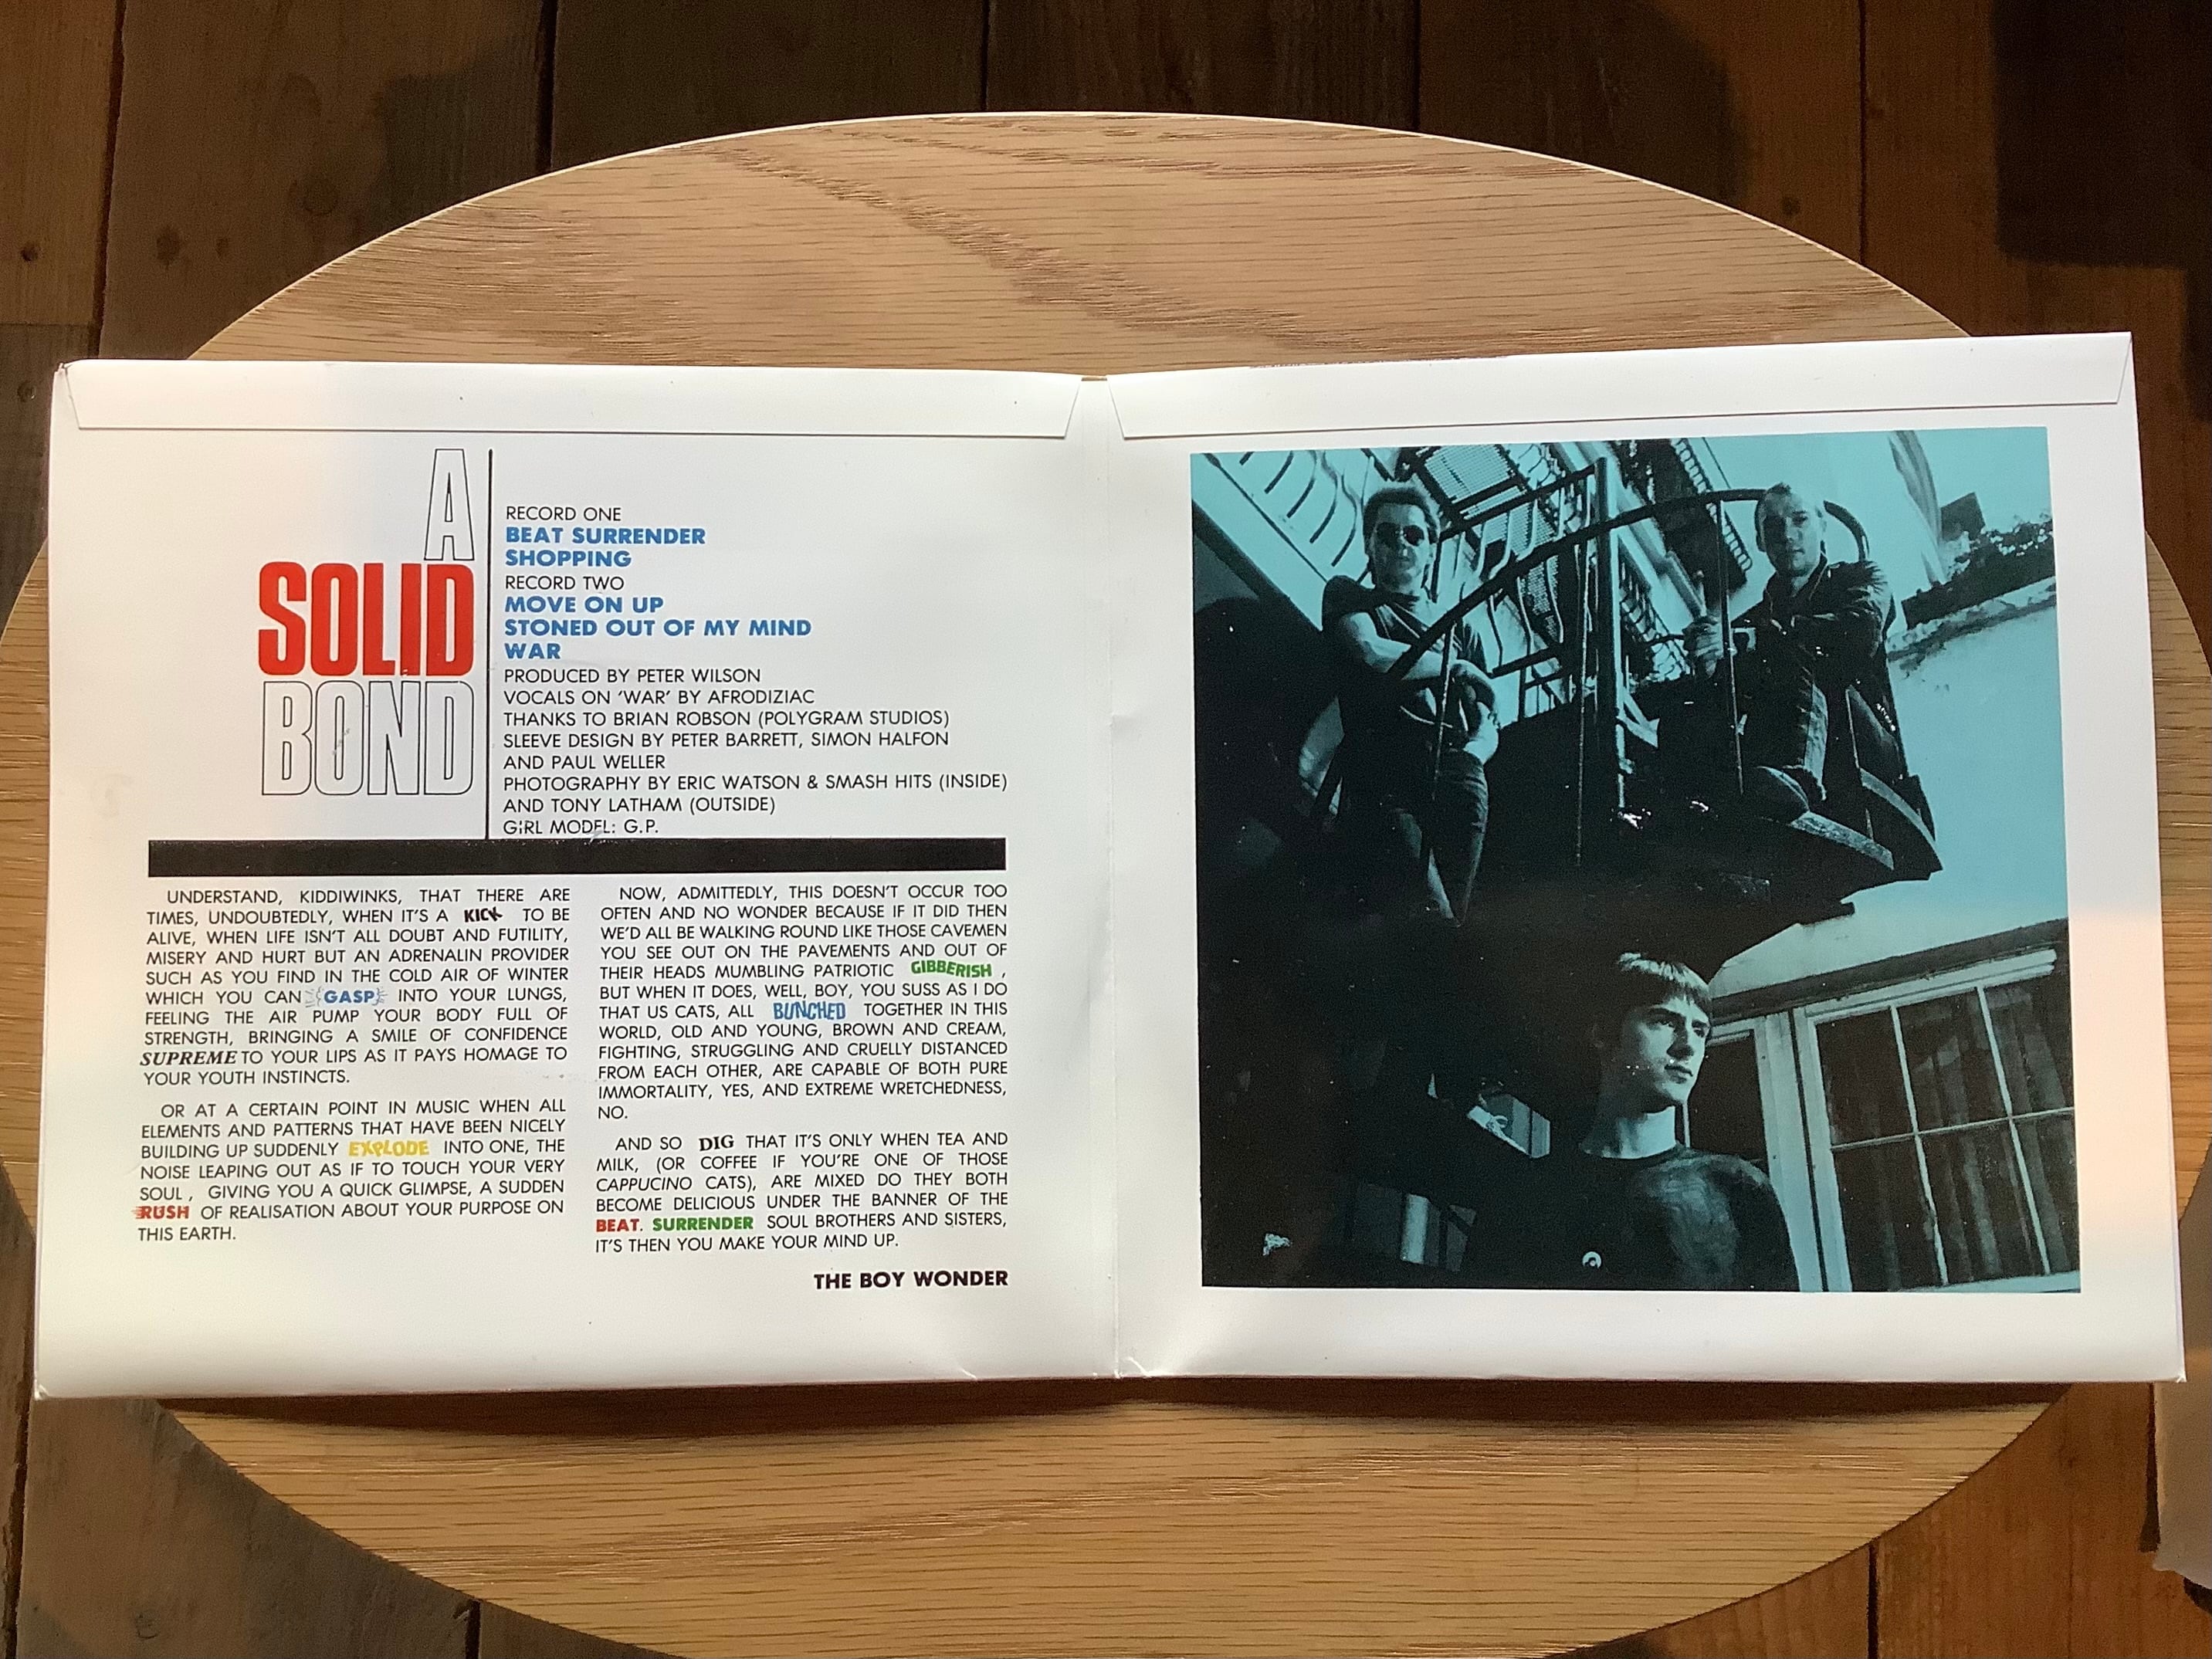 A
SOLID
BOND
RECORD ONE
BEAT SURRENDER
SHOPPING
RECORD TWO
MOVE ON UP
STONED OUT OF MY MIND
WAR
PRODUCED BY PETER WILSON
VOCALS ON 'WAR' BY AFRODIZIAC
THANKS TO BRIAN ROBSON (POLYGRAM STUDIOS)
SLEEVE DESIGN BY PETER BARRETT, SIMON HALFON
AND PAUL WELLER
PHOTOGRAPHY BY ERIC WATSON & SMASH HITS (INSIDE)
AND TONY LATHAM (OUTSIDE)
GIRL MODEL: G.P.
UNDERSTAND, KIDDIWINKS, THAT THERE ARE
TIMES, UNDOUBTEDLY, WHEN IT'S A KICK TO BE
ALIVE, WHEN LIFE ISN'T ALL DOUBT AND FUTILITY,
MISERY AND HURT BUT AN ADRENALIN PROVIDER
SUCH AS YOU FIND IN THE COLD AIR OF WINTER
WHICH YOU CAN GASP INTO YOUR LUNGS,
FEELING THE AIR PUMP YOUR BODY FULL OF
STRENGTH, BRINGING A SMILE OF CONFIDENCE
SUPREME TO YOUR LIPS AS IT PAYS HOMAGE TO
YOUR YOUTH INSTINCTS.
OR AT A CERTAIN POINT IN MUSIC WHEN ALL
ELEMENTS AND PATTERNS THAT HAVE BEEN NICELY
BUILDING UP SUDDENLY EXPLODE INTO ONE, THE
NOISE LEAPING OUT AS IF TO TOUCH YOUR VERY
SOUL , GIVING YOU A QUICK GLIMPSE, A SUDDEN
RUSH OF REALISATION ABOUT YOUR PURPOSE ON
THIS EARTH.
NOW, ADMITTEDLY, THIS DOESN'T OCCUR TOO
OFTEN AND NO WONDER BECAUSE IF IT DID THEN
WE'D ALL BE WALKING ROUND LIKE THOSE CAVEMEN
YOU SEE OUT ON THE PAVEMENTS AND OUT OF
THEIR HEADS MUMBLING PATRIOTIC GIBBERISH ,
BUT WHEN IT DOES, WELL, BOY, YOU SUSS AS I DO
THAT US CATS, ALL BUNCHED TOGETHER IN THIS
WORLD, OLD AND YOUNG, BROWN AND CREAM,
FIGHTING, STRUGGLING AND CRUELLY DISTANCED
FROM EACH OTHER, ARE CAPABLE OF BOTH PURE
IMMORTALITY, YES, AND EXTREME WRETCHEDNESS,
NO.
AND SO DIG THAT IT'S ONLY WHEN TEA AND
MILK, (OR COFFEE IF YOU'RE ONE OF THOSE
CAPPUCINO CATS), ARE MIXED DO THEY BOTH
BECOME DELICIOUS UNDER THE BANNER OF THE
BEAT. SURRENDER SOUL BROTHERS AND SISTERS,
IT'S THEN YOU MAKE YOUR MIND UP.
THE BOY WONDER